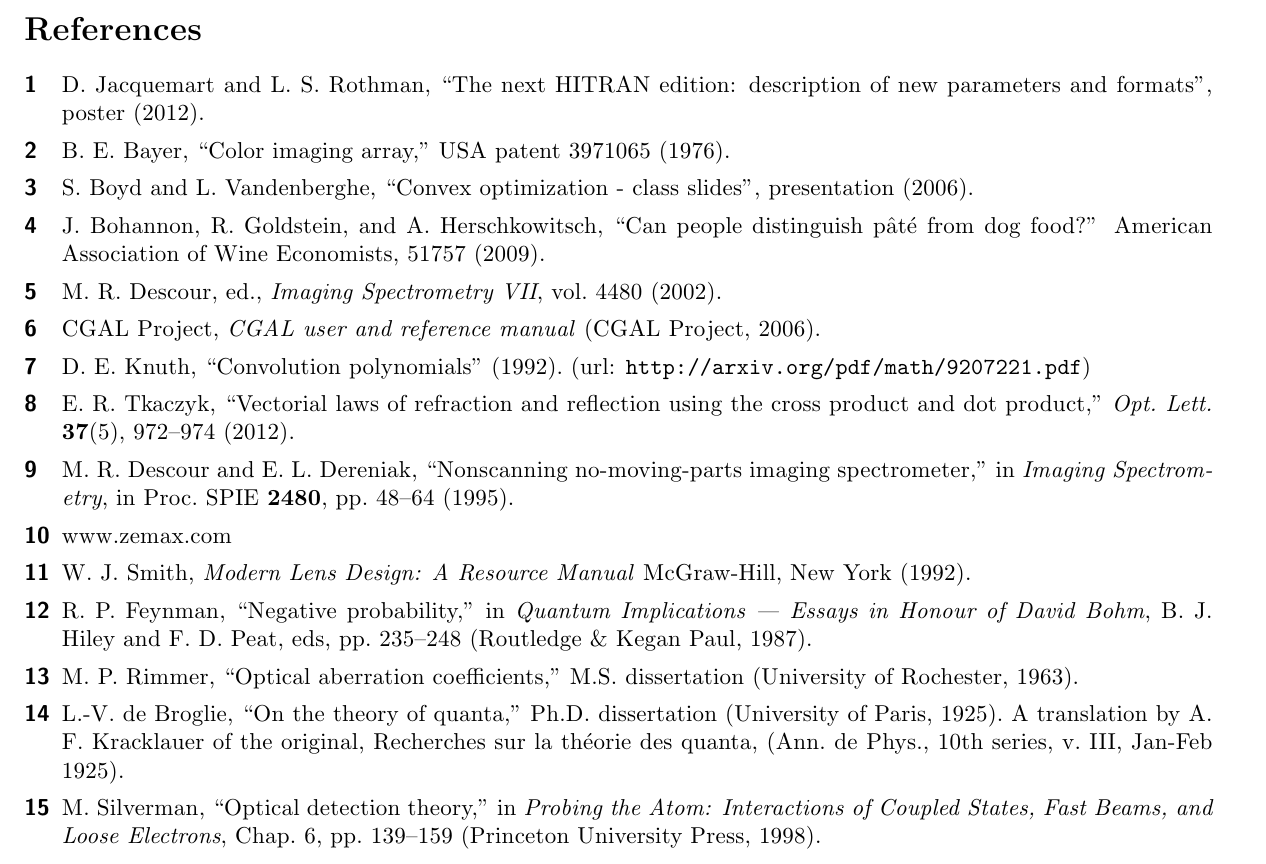 References
1 D. Jacquemart and L. S. Rothman, “The next HITRAN edition: description of new parameters and formats”,
poster (2012).
2 B. E. Bayer, “Color imaging array,” USA patent 3971065 (1976).
3 S. Boyd and L. Vandenberghe, “Convex optimization - class slides”, presentation (2006).
4 J. Bohannon, R. Goldstein, and A. Herschkowitsch, “Can people distinguish pâté from dog food?” American
Association of Wine Economists, 51757 (2009).
5 M. R. Descour, ed., Imaging Spectrometry VII, vol. 4480 (2002).
6 CGAL Project, CGAL user and reference manual (CGAL Project, 2006).
7 D. E. Knuth, “Convolution polynomials” (1992). (url: http://arxiv.org/pdf/math/9207221.pdf)
8 E. R. Tkaczyk, “Vectorial laws of refraction and reflection using the cross product and dot product,” Opt. Lett.
37(5), 972–974 (2012).
9 M. R. Descour and E. L. Dereniak, “Nonscanning no-moving-parts imaging spectrometer,” in Imaging Spectrom-
etry, in Proc. SPIE 2480, pp. 48–64 (1995).
10 www.zemax.com
11 W. J. Smith, Modern Lens Design: A Resource Manual McGraw-Hill, New York (1992).
12 R. P. Feynman, “Negative probability,” in Quantum Implications — Essays in Honour of David Bohm, B. J.
Hiley and F. D. Peat, eds, pp. 235–248 (Routledge & Kegan Paul, 1987).
13 M. P. Rimmer, “Optical aberration coefficients,” M.S. dissertation (University of Rochester, 1963).
14 L.-V. de Broglie, “On the theory of quanta,” Ph.D. dissertation (University of Paris, 1925). A translation by A.
F. Kracklauer of the original, Recherches sur la théorie des quanta, (Ann. de Phys., 10th series, v. III, Jan-Feb
1925).
15 M. Silverman, “Optical detection theory,” in Probing the Atom: Interactions of Coupled States, Fast Beams, and
Loose Electrons, Chap. 6, pp. 139–159 (Princeton University Press, 1998).